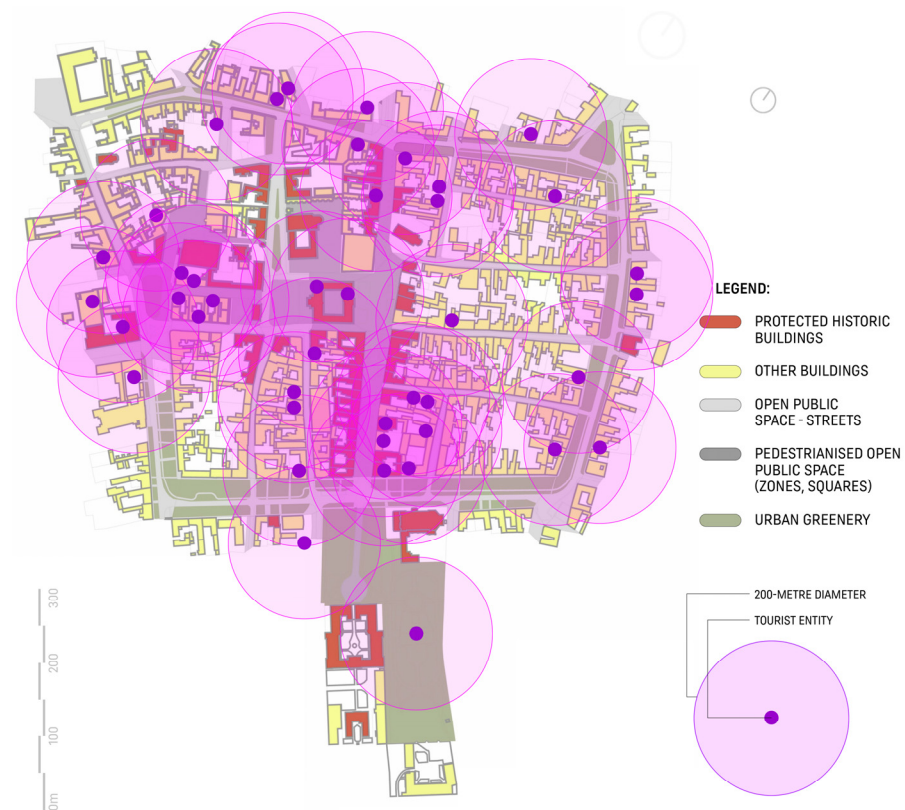 LEGEND:
PROTECTED HISTORIC
BUILDINGS
OTHER BUILDINGS
OPEN PUBLIC
SPACE - STREETS
PEDESTRIANISED OPEN
PUBLIC SPACE
(ZONES, SQUARES)
URBAN GREENERY
200-METRE DIAMETER
TOURIST ENTITY
300
200
100
0m